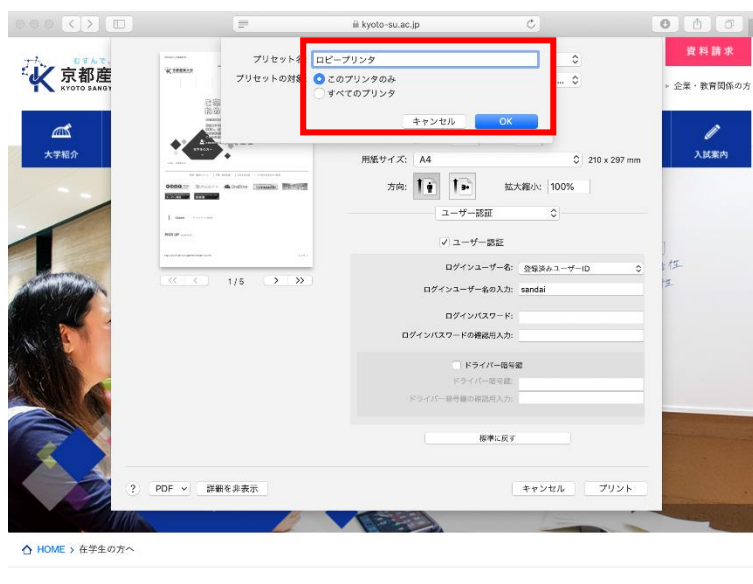 kyoto-su.ac.jp
むすんで、
京都産
KYOTO SANGY
資料請求
企業・教育関係の方
大学紹介
入試案内
プリセット名
ロビープリンタ
プリセットの対象
このプリンタのみ
すべてのプリンタ
キャンセル
OK
用紙サイズ: A4
210 x 297 mm
方向:
拡大縮小: 100%
ユーザー認証
ユーザー認証
ログインユーザー名: 登録済みユーザーID
ログインユーザー名の入力: sandai
ログインパスワード:
ログインパスワードの確認用入力:
ドライバー暗号鍵
ドライバー暗号鍵:
ドライバー暗号鍵の確認用入力:
標準に戻す
1/5
? PDF 詳細を非表示
キャンセル
プリント
HOME > 在学生の方へ